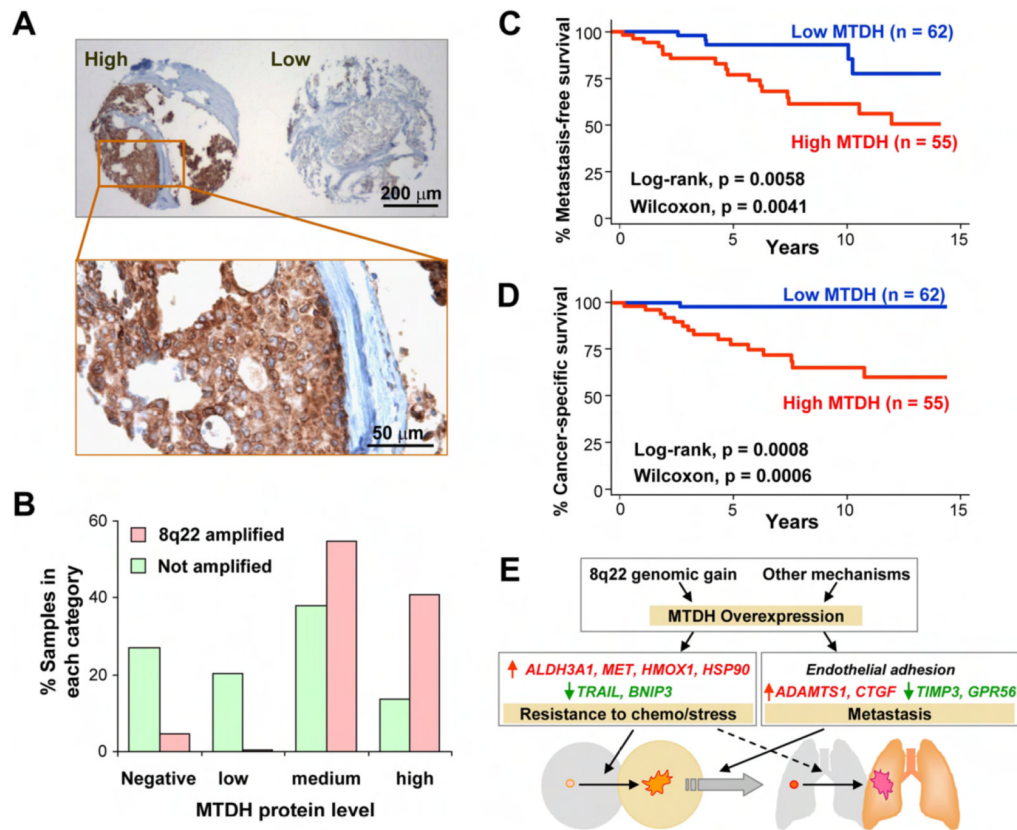 A
High
Low
200 μm
50 μm
B
% Samples in
each category
60
40
20
0
8q22 amplified
Not amplified
Negative
low
medium
high
MTDH protein level
C
% Metastasis-free survival
100
75
50
25
0
Low MTDH (n = 62)
High MTDH (n = 55)
Log-rank, p = 0.0058
Wilcoxon, p = 0.0041
0
5
10
15
Years
D
% Cancer-specific survival
100
75
50
25
0
Low MTDH (n = 62)
High MTDH (n = 55)
Log-rank, p = 0.0008
Wilcoxon, p = 0.0006
0
5
10
15
Years
E
8q22 genomic gain
Other mechanisms
MTDH Overexpression
ALDH3A1, MET, HMOX1, HSP90
TRAIL, BNIP3
Resistance to chemo/stress
Endothelial adhesion
ADAMTS1, CTGF
TIMP3, GPR56
Metastasis